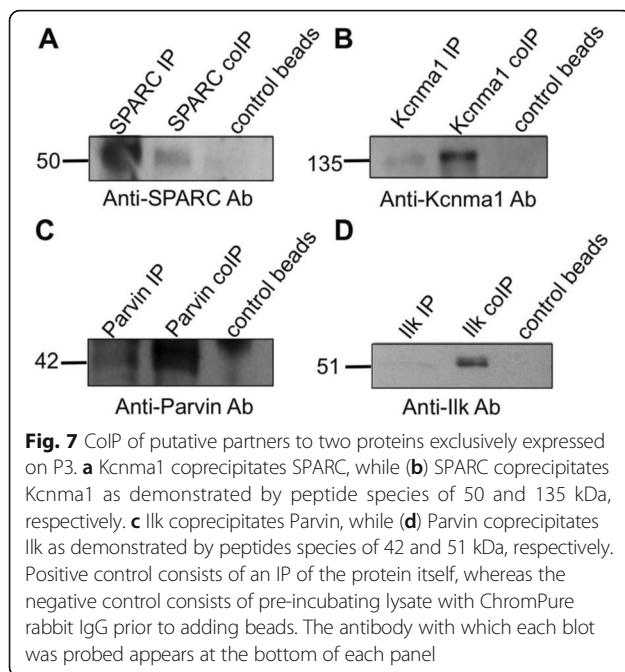 A
B
SPARC IP
SPARC coIP
control beads
Kcnma1 IP
Kcnma1 coIP
control beads
50
135
Anti-SPARC Ab
Anti-Kcnma1 Ab
C
D
Parvin IP
Parvin coIP
control beads
Ilk IP
Ilk coIP
control beads
42
51
Anti-Parvin Ab
Anti-Ilk Ab
Fig. 7 CoIP of putative partners to two proteins exclusively expressed
on P3. a Kcnma1 coprecipitates SPARC, while (b) SPARC coprecipitates
Kcnma1 as demonstrated by peptide species of 50 and 135 kDa,
respectively. c Ilk coprecipitates Parvin, while (d) Parvin coprecipitates
Ilk as demonstrated by peptides species of 42 and 51 kDa, respectively.
Positive control consists of an IP of the protein itself, whereas the
negative control consists of pre-incubating lysate with ChromPure
rabbit IgG prior to adding beads. The antibody with which each blot
was probed appears at the bottom of each panel